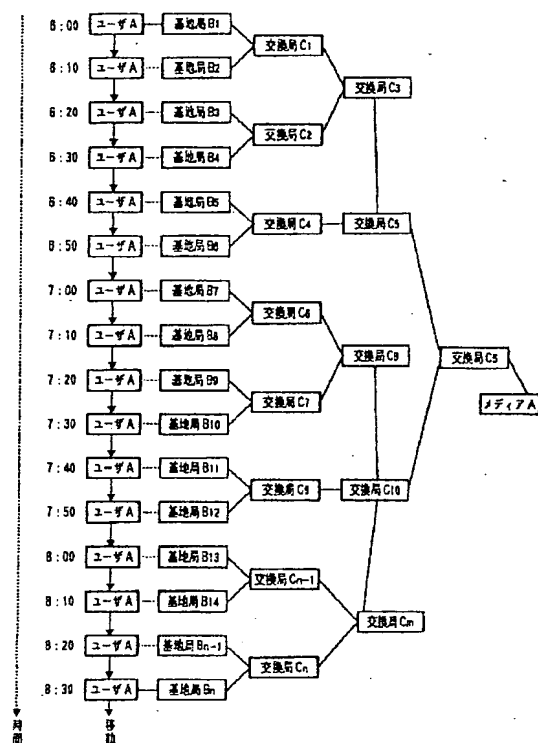 6:00 ユーザA 基地局B1
交換局C1
6:10 ユーザA 基地局B2
交換局C3
6:20 ユーザA 基地局B3
交換局C2
6:30 ユーザA 基地局B4
6:40 ユーザA 基地局B5
交換局C4 交換局C5
6:50 ユーザA 基地局B6
7:00 ユーザA 基地局B7
交換局C6
7:10 ユーザA 基地局B8
交換局C9 交換局C5
7:20 ユーザA 基地局B9
交換局C7 メディアA
7:30 ユーザA 基地局B10
7:40 ユーザA 基地局B11
交換局C9 交換局C10
7:50 ユーザA 基地局B12
8:00 ユーザA 基地局B13
交換局Cn-1
8:10 ユーザA 基地局B14
交換局Cm
8:20 ユーザA 基地局Bn-1
交換局Cn
8:30 ユーザA 基地局Bn
時間 移動